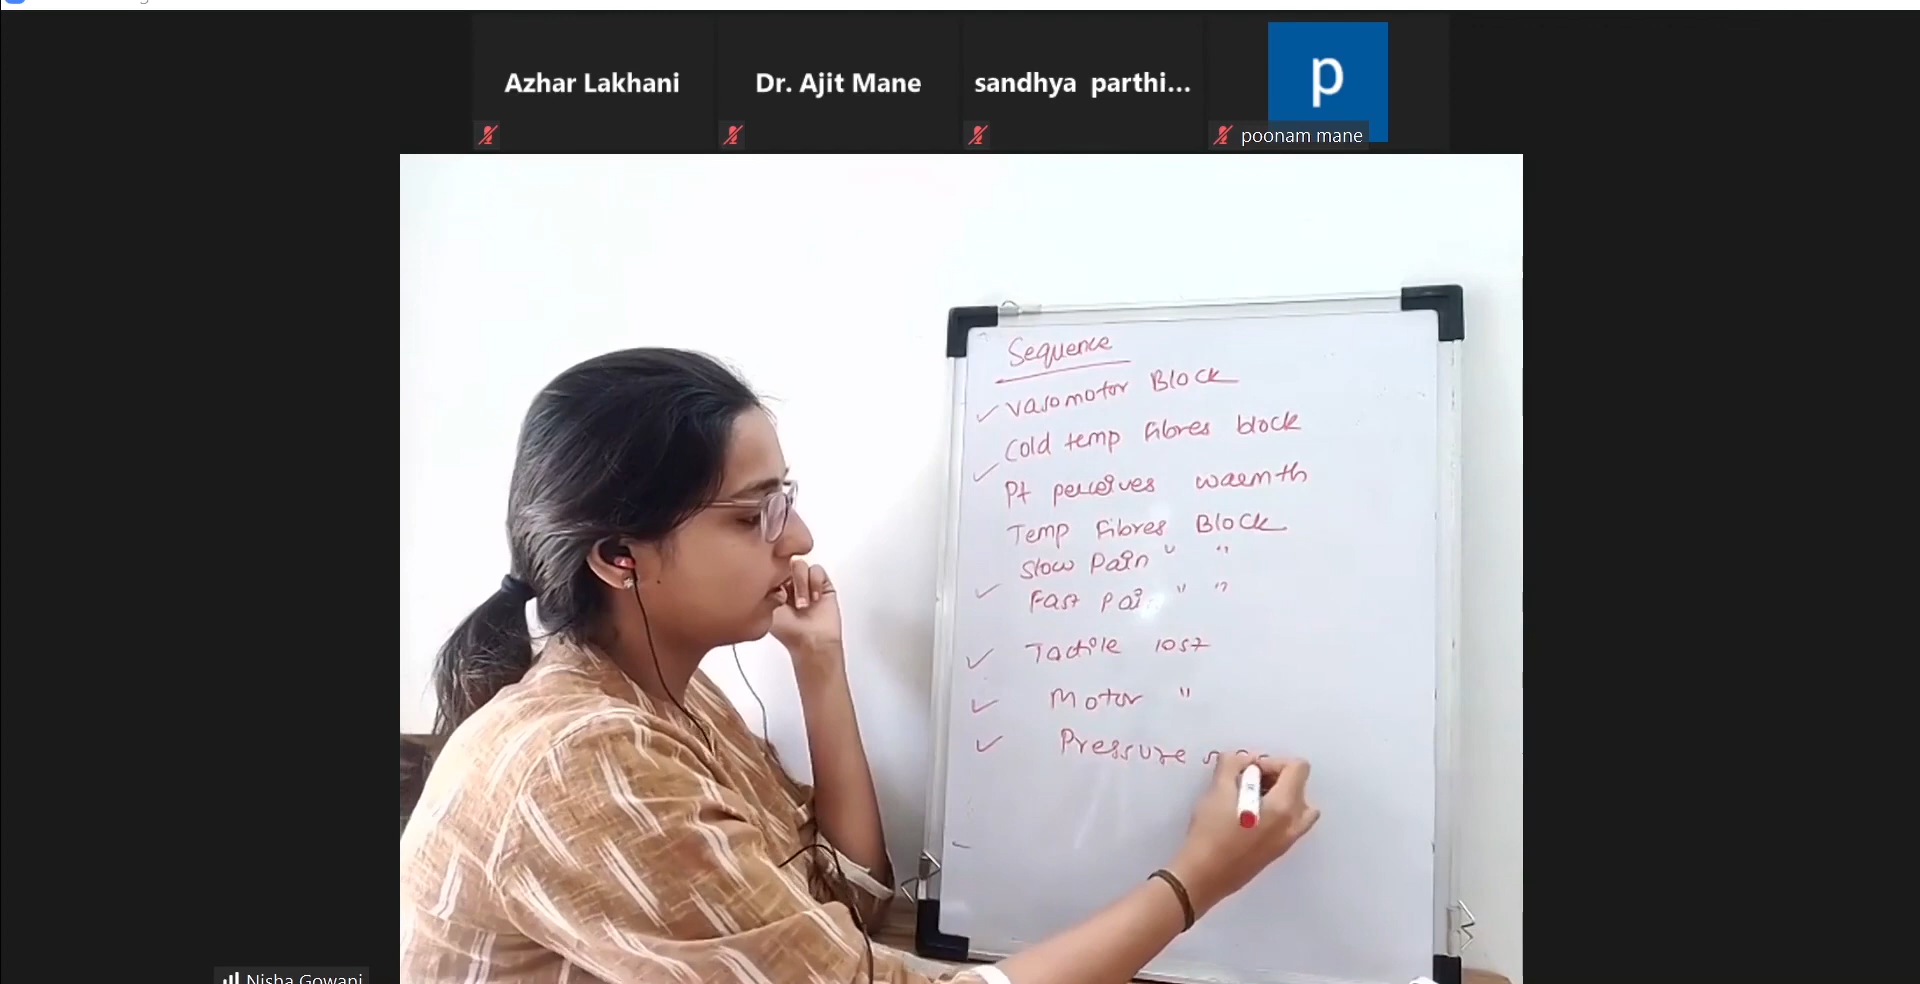 Azhar Lakhani
Dr. Ajit Mane
sandhya parthi...
p
poonam mane
Sequence
Vasomotor Block
Cold temp fibres block
Pt perceives warmth
Temp Fibres Block
Slow Pain " "
Fast Pai " "
Tactile lost
Motor "
Pressure
Nisha Gowani